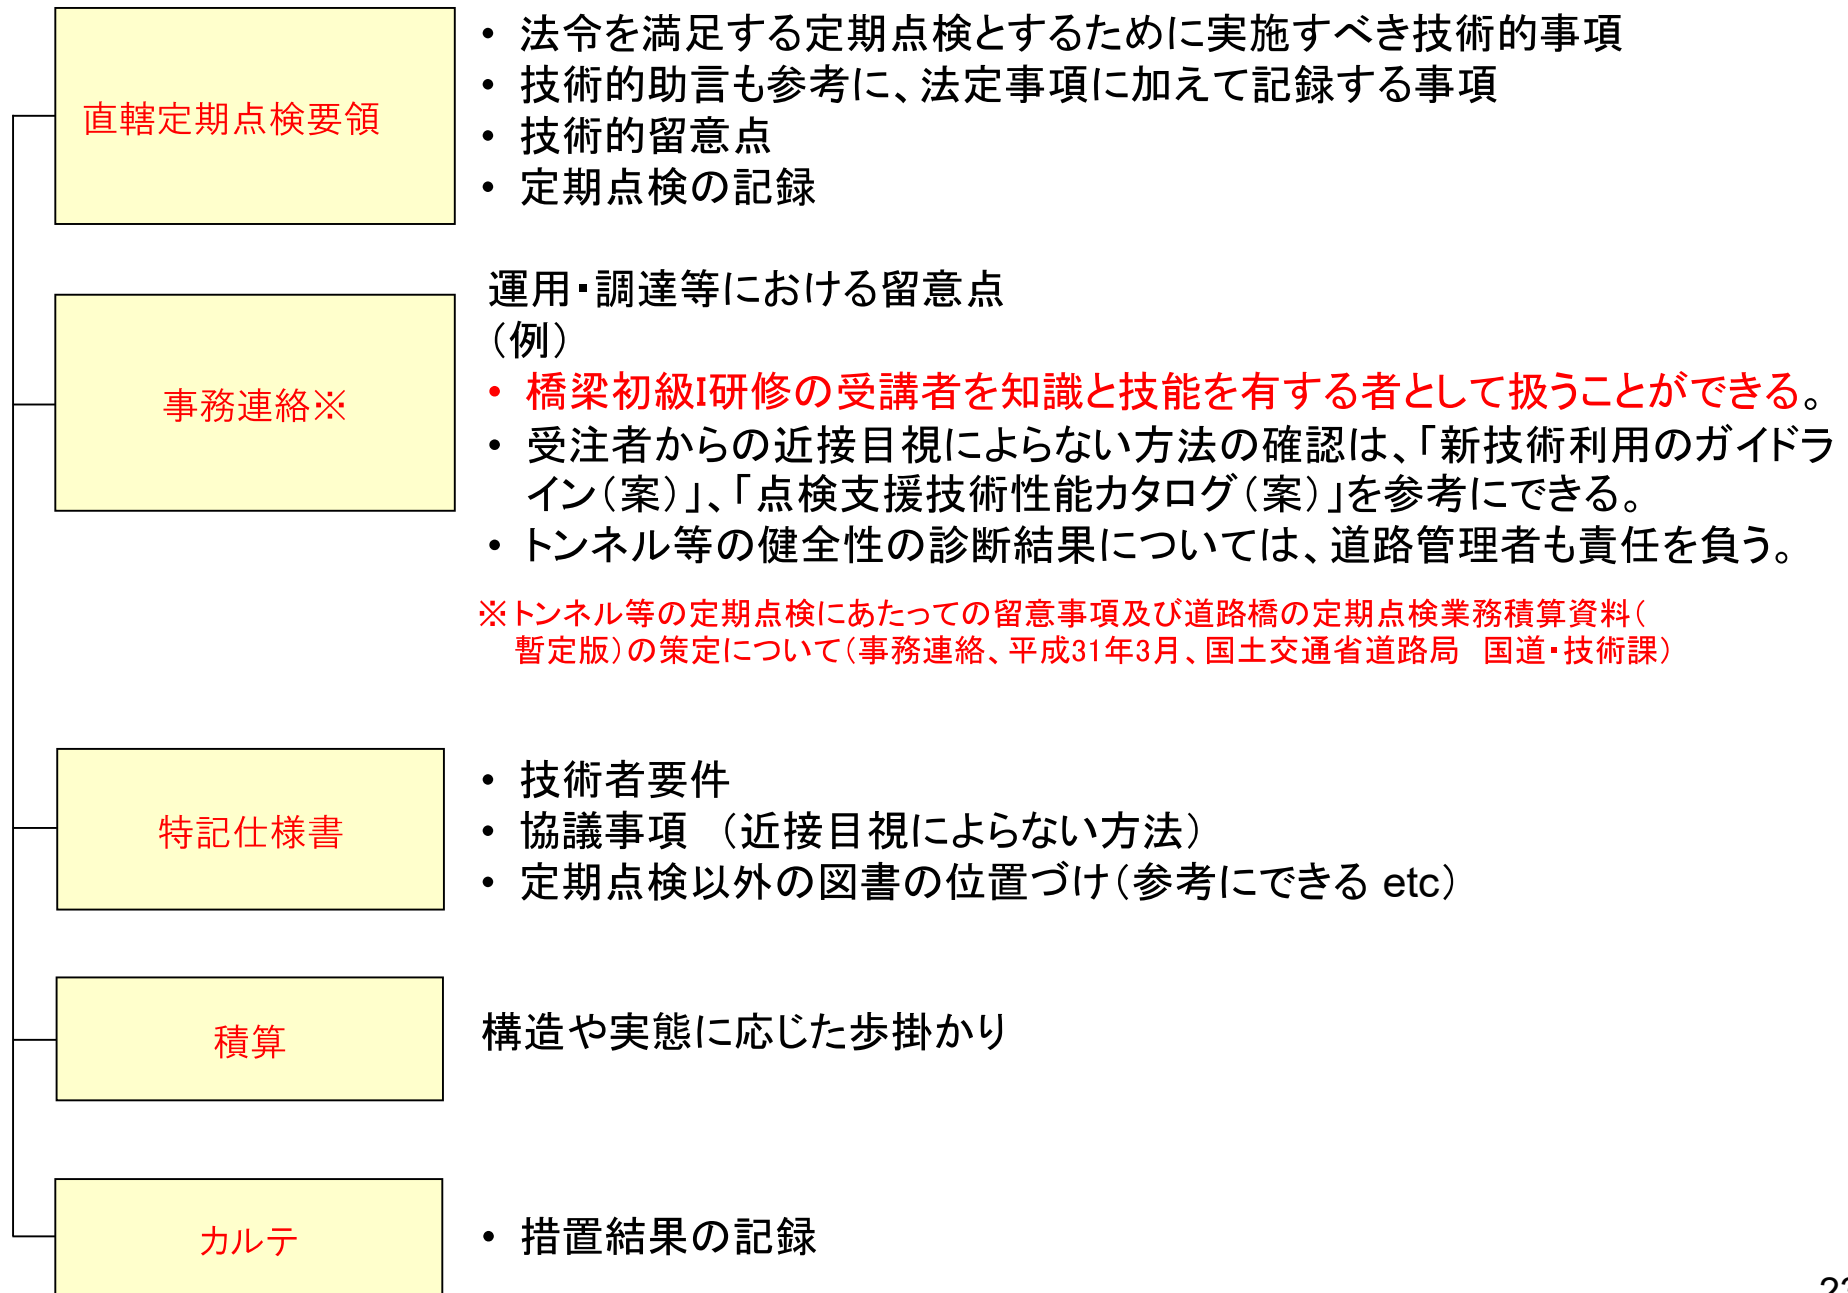 直轄定期点検要領
• 法令を満足する定期点検とするために実施すべき技術的事項
• 技術的助言も参考に、法定事項に加えて記録する事項
• 技術的留意点
• 定期点検の記録
事務連絡※
運用・調達等における留意点
（例）
• 橋梁初級Ⅰ研修の受講者を知識と技能を有する者として扱うことができる。
• 受注者からの近接目視によらない方法の確認は、「新技術利用のガイドラ
イン（案）」、「点検支援技術性能カタログ（案）」を参考にできる。
• トンネル等の健全性の診断結果については、道路管理者も責任を負う。
※トンネル等の定期点検にあたっての留意事項及び道路橋の定期点検業務積算資料（
暫定版）の策定について（事務連絡、平成31年3月、国土交通省道路局　国道・技術課）
特記仕様書
• 技術者要件
• 協議事項 （近接目視によらない方法）
• 定期点検以外の図書の位置づけ（参考にできる etc）
積算
構造や実態に応じた歩掛かり
カルテ
• 措置結果の記録